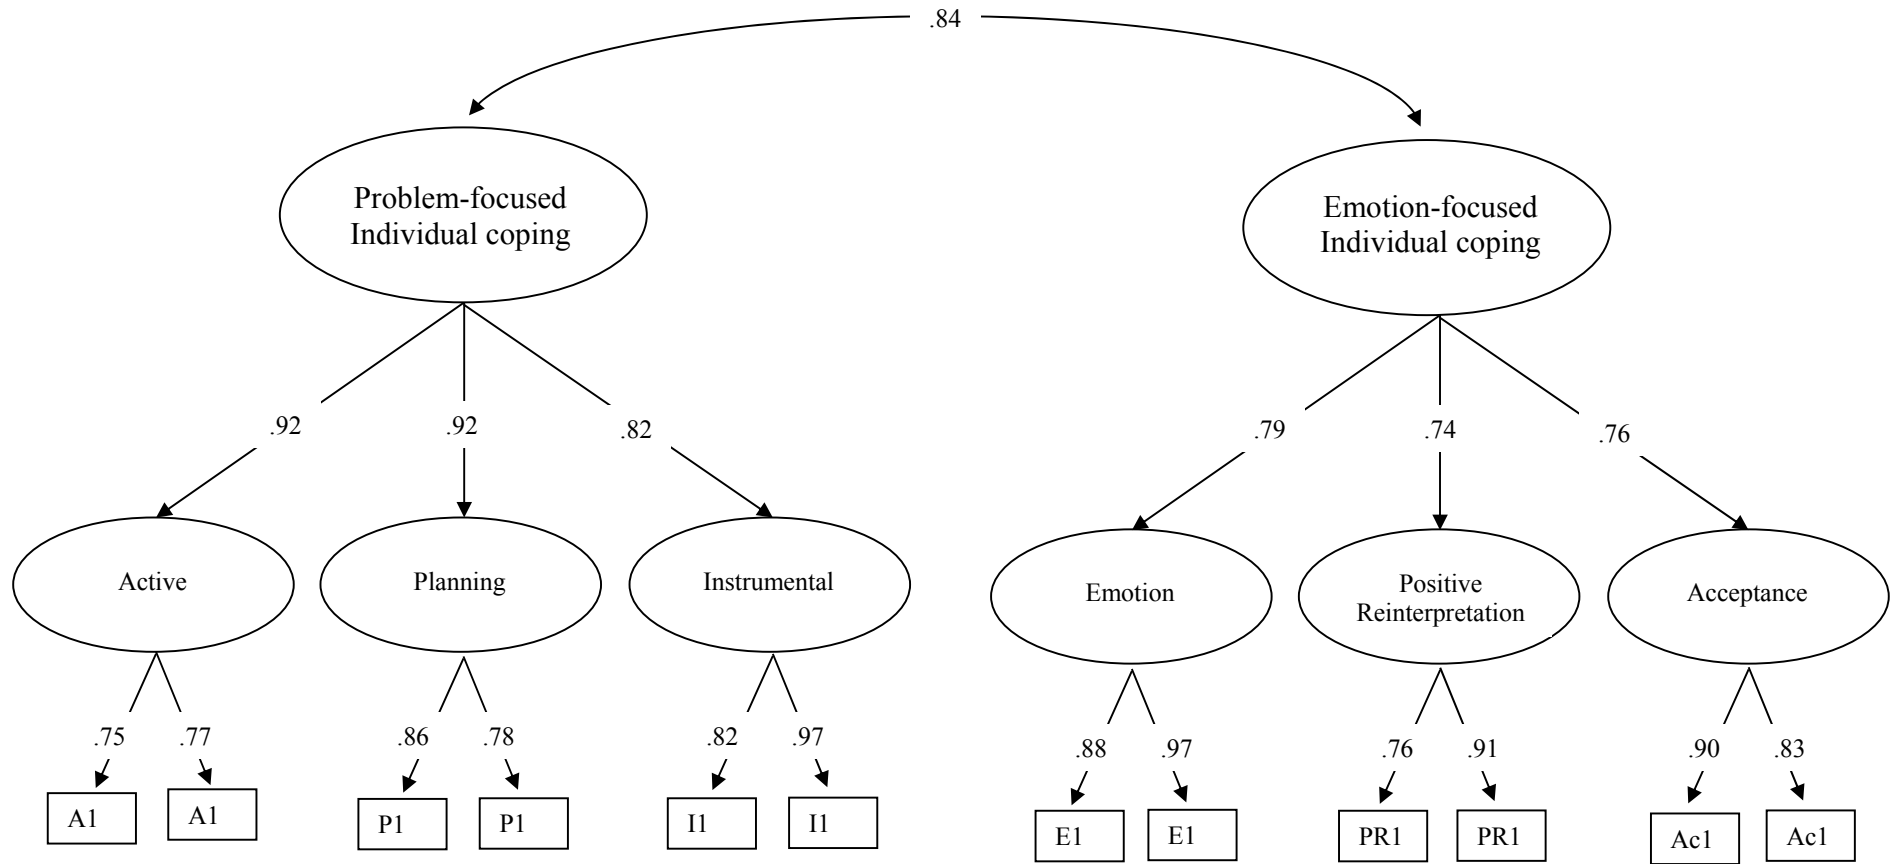 .84
Problem-focused
Individual coping
Emotion-focused
Individual coping
.92
.92
.82
.79
.74
.76
Active
Planning
Instrumental
Emotion
Positive
Reinterpretation
Acceptance
.75
.77
.86
.78
.82
.97
.88
.97
.76
.91
.90
.83
A1
A1
P1
P1
I1
I1
E1
E1
PR1
PR1
Ac1
Ac1